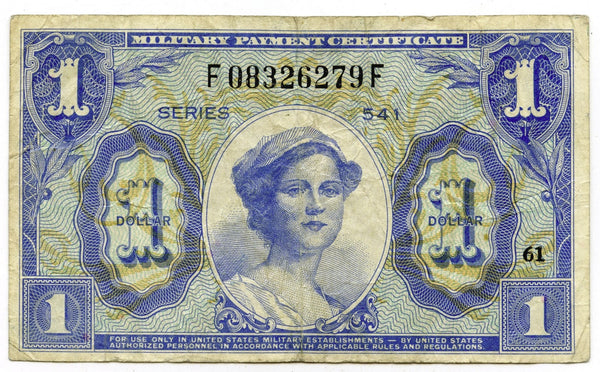 MILITARY PAYMENT CERTIFICATE
1 F08326279F 1
SERIES 541
1 DOLLAR 1 DOLLAR
61
1 1
FOR USE ONLY IN UNITED STATES MILITARY ESTABLISHMENTS – BY UNITED STATES
AUTHORIZED PERSONNEL IN ACCORDANCE WITH APPLICABLE RULES AND REGULATIONS.